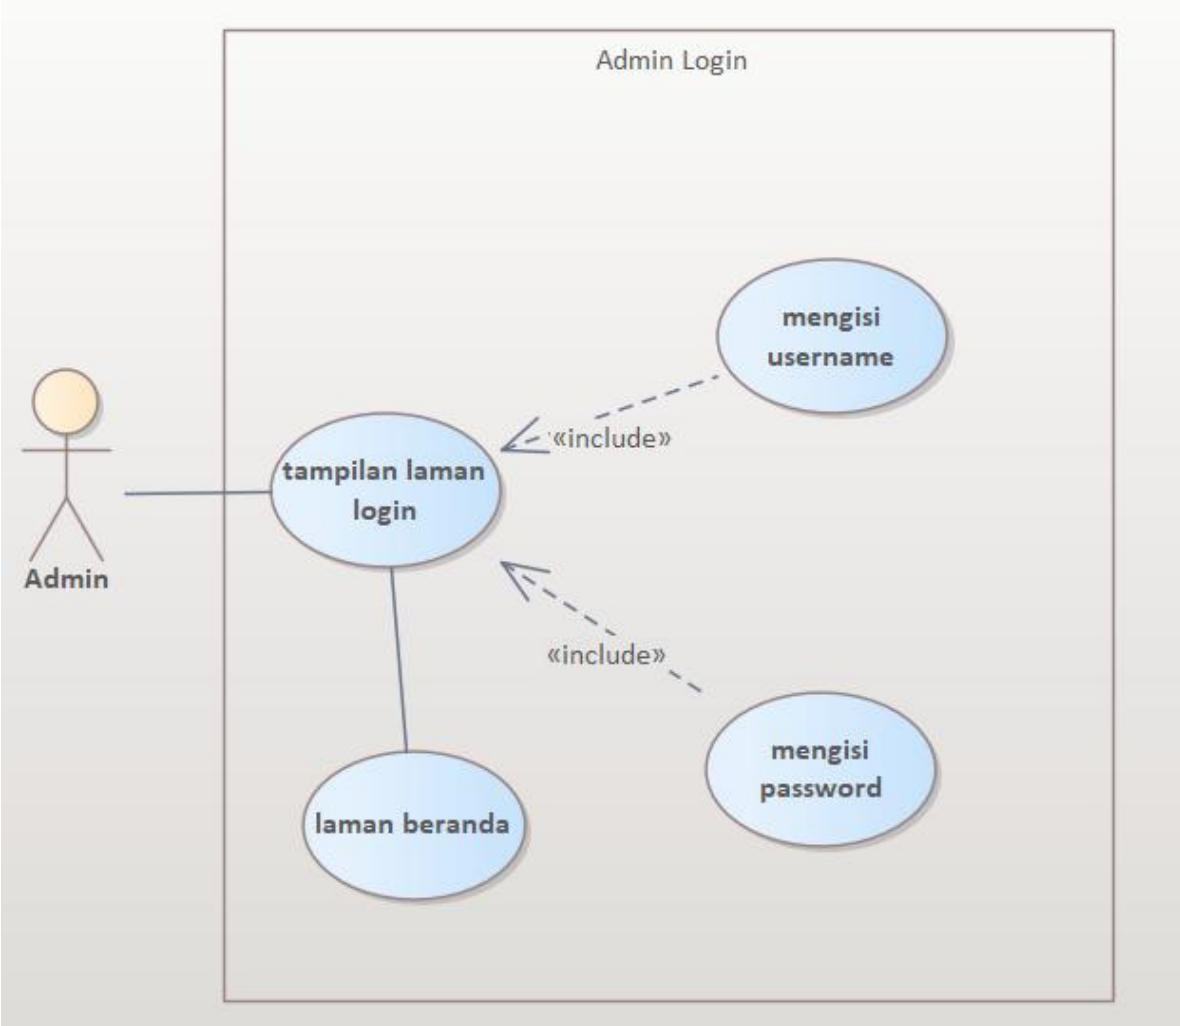 Admin Login
mengisi
username
«include»
tampilan laman
login
Admin
«include»
mengisi
password
laman beranda